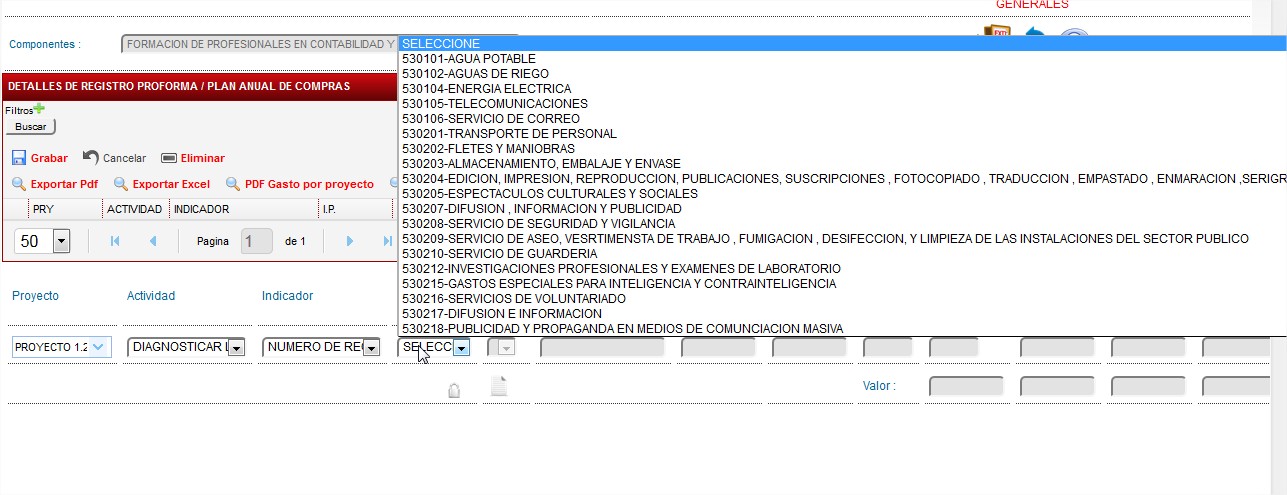 GENERALES
Componentes :
FORMACION DE PROFESIONALES EN CONTABILIDAD Y
SELECCIONE
530101-AGUA POTABLE
530102-AGUAS DE RIEGO
530104-ENERGIA ELECTRICA
530105-TELECOMUNICACIONES
530106-SERVICIO DE CORREO
530201-TRANSPORTE DE PERSONAL
530202-FLETES Y MANIOBRAS
530203-ALMACENAMIENTO, EMBALAJE Y ENVASE
530204-EDICION, IMPRESION, REPRODUCCION, PUBLICACIONES, SUSCRIPCIONES , FOTOCOPIADO , TRADUCCION , EMPASTADO , ENMARACION ,SERIGR
530205-ESPECTACULOS CULTURALES Y SOCIALES
530207-DIFUSION , INFORMACION Y PUBLICIDAD
530208-SERVICIO DE SEGURIDAD Y VIGILANCIA
530209-SERVICIO DE ASEO, VESRTIMENSTA DE TRABAJO , FUMIGACION , DESIFECCION, Y LIMPIEZA DE LAS INSTALACIONES DEL SECTOR PUBLICO
530210-SERVICIO DE GUARDERIA
530212-INVESTIGACIONES PROFESIONALES Y EXAMENES DE LABORATORIO
530215-GASTOS ESPECIALES PARA INTELIGENCIA Y CONTRAINTELIGENCIA
530216-SERVICIOS DE VOLUNTARIADO
530217-DIFUSION E INFORMACION
530218-PUBLICIDAD Y PROPAGANDA EN MEDIOS DE COMUNCIACION MASIVA
DETALLES DE REGISTRO PROFORMA / PLAN ANUAL DE COMPRAS
Filtros
Buscar
Grabar Cancelar Eliminar
Exportar Pdf Exportar Excel PDF Gasto por proyecto
PRY ACTIVIDAD INDICADOR I.P.
50 Pagina 1 de 1
Proyecto Actividad Indicador
PROYECTO 1.2 DIAGNOSTICAR L NUMERO DE RE SELECC
Valor :